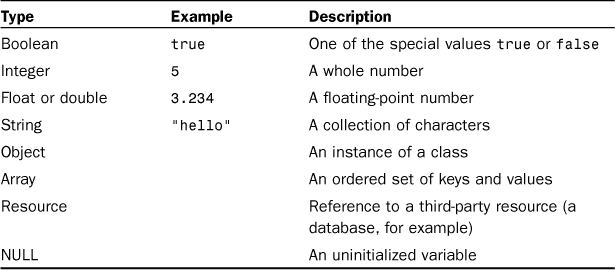 Type Example Description
Boolean true One of the special values true or false
Integer 5 A whole number
Float or double 3.234 A floating-point number
String "hello" A collection of characters
Object An instance of a class
Array An ordered set of keys and values
Resource Reference to a third-party resource (a
database, for example)
NULL An uninitialized variable